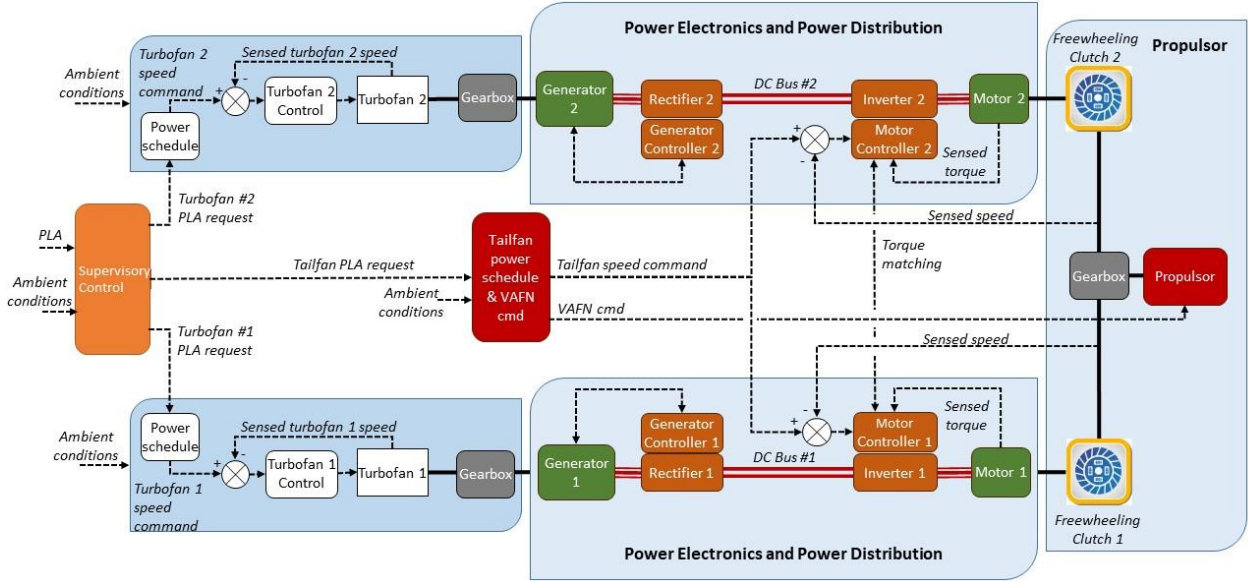 Power Electronics and Power Distribution
Freewheeling
Clutch 2
Propulsor
Ambient
conditions
Turbofan 2
speed
command
Sensed turbofan 2 speed
-
+
Turbofan 2
Control
Turbofan 2
Gearbox
Power
schedule
Generator
2
Rectifier 2
Generator
Controller 2
DC Bus #2
Inverter 2
Motor
Controller 2
Motor 2
+
-
Sensed
torque
Turbofan #2
PLA request
Sensed speed
PLA
Ambient
conditions
Supervisory
Control
Tailfan PLA request
Ambient
conditions
Tailfan
power
schedule
& VAFN
cmd
Tailfan speed command
VAFN cmd
Torque
matching
Gearbox
Propulsor
Turbofan #1
PLA request
Sensed speed
Ambient
conditions
Power
schedule
Sensed turbofan 1 speed
+
-
Turbofan 1
Control
Turbofan 1
Gearbox
Turbofan 1
speed
command
Generator
1
Generator
Controller 1
Rectifier 1
DC Bus #1
-
+
Motor
Controller 1
Inverter 1
Sensed
torque
Motor 1
Freewheeling
Clutch 1
Power Electronics and Power Distribution